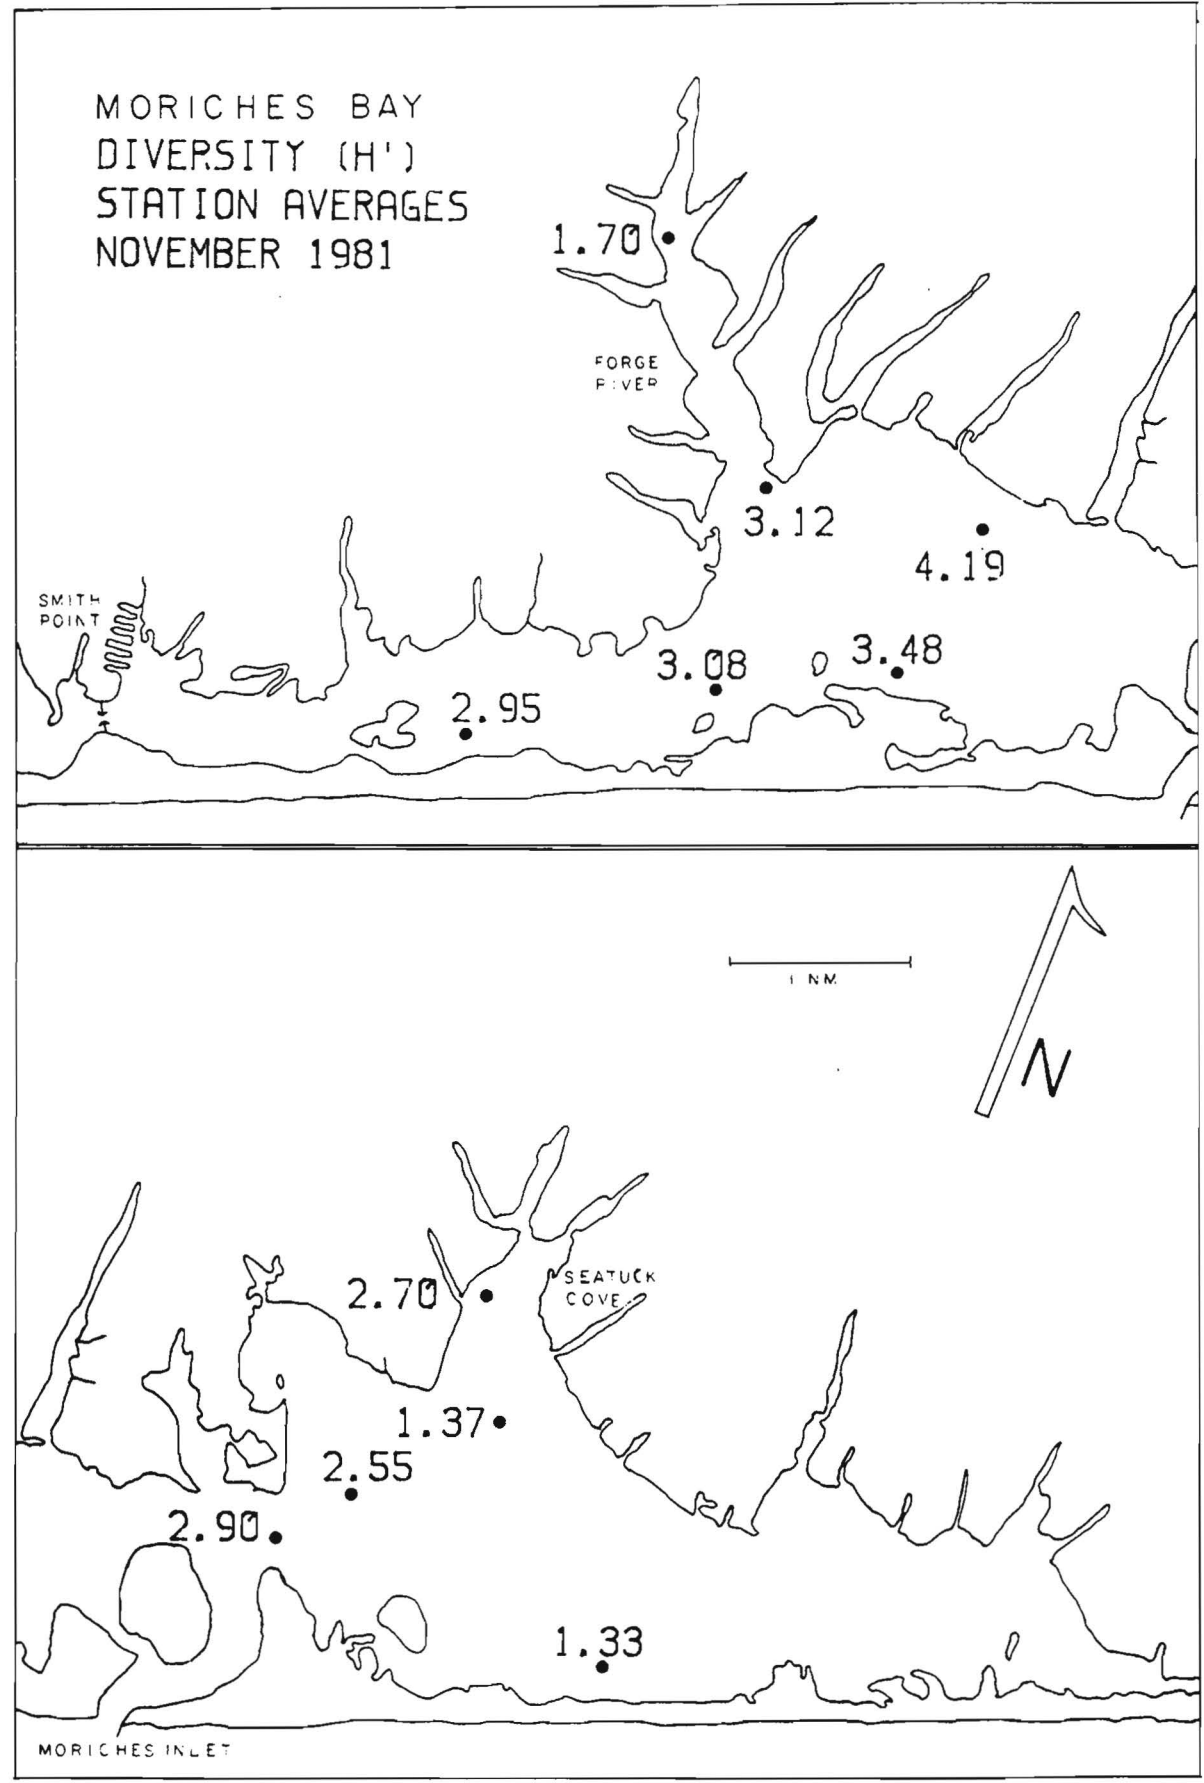 MORICHES BAY
DIVERSITY (H')
STATION AVERAGES
NOVEMBER 1981
1.70
FORGE
RIVER
3.12
4.19
SMITH
POINT
3.08
3.48
2.95
1 NM
N
SEATUCK
COVE
2.70
1.37
2.55
2.90
1.33
MORICHES INLET